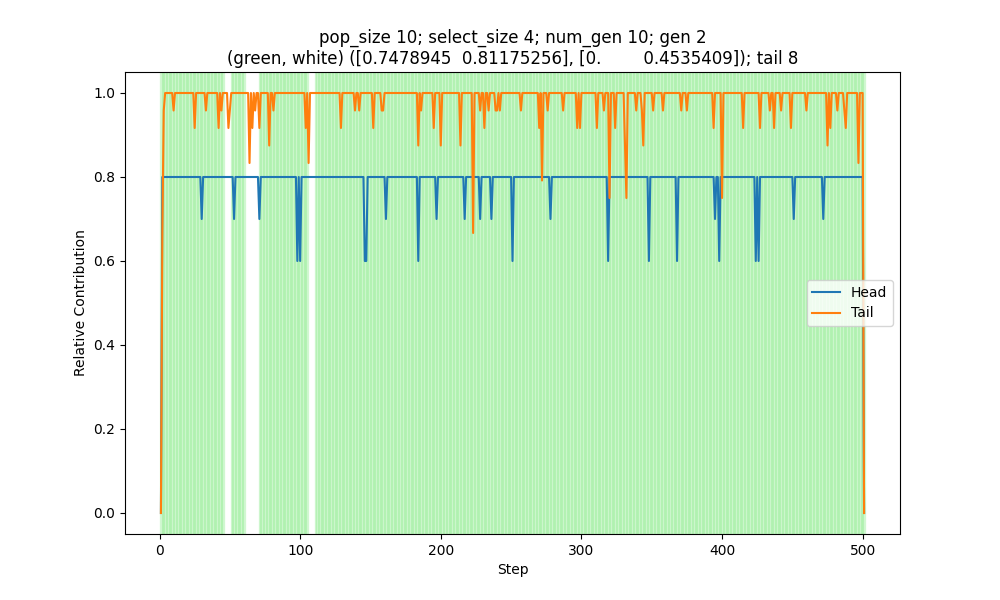 pop_size 10; select_size 4; num_gen 10; gen 2
(green, white) ([0.7478945  0.81175256], [0.         0.4535409]); tail 8
Relative Contribution
1.0
0.8
0.6
0.4
0.2
0.0
Head
Tail
0 100 200 300 400 500
Step